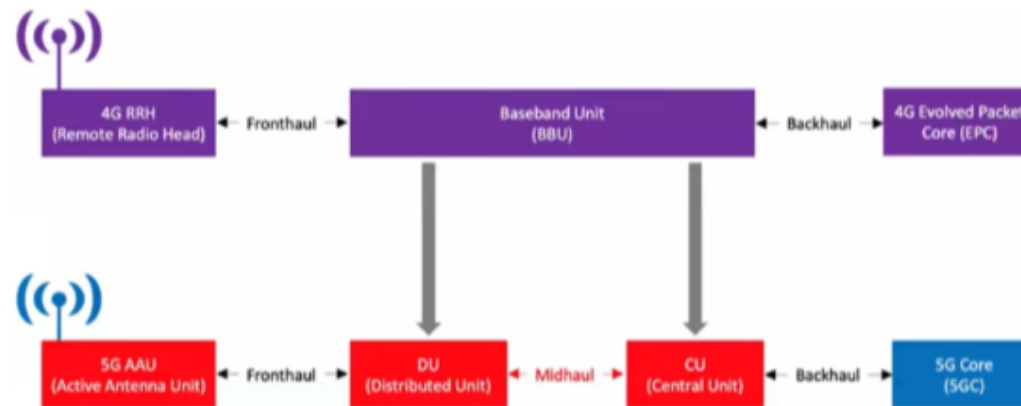 4G RRH
(Remote Radio Head)
Fronthaul
Baseband Unit
(BBU)
Backhaul
4G Evolved Packet
Core (EPC)
5G AAU
(Active Antenna Unit)
Fronthaul
DU
(Distributed Unit)
Midhaul
CU
(Central Unit)
Backhaul
5G Core
(5GC)